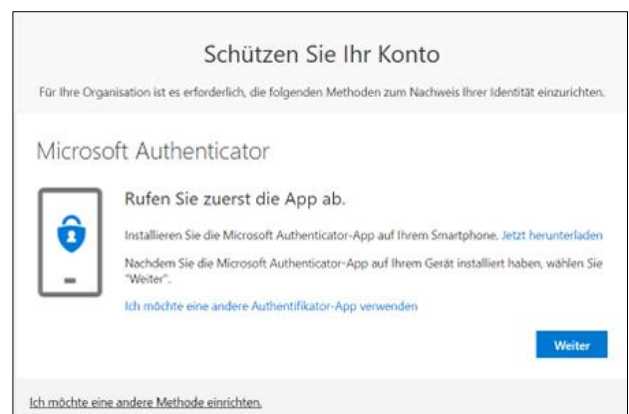 Schützen Sie Ihr Konto
Für Ihre Organisation ist es erforderlich, die folgenden Methoden zum Nachweis Ihrer Identität einzurichten.
Microsoft Authenticator
Rufen Sie zuerst die App ab.
Installieren Sie die Microsoft Authenticator-App auf Ihrem Smartphone. Jetzt herunterladen
Nachdem Sie die Microsoft Authenticator-App auf Ihrem Gerät installiert haben, wählen Sie
"Weiter".
Ich möchte eine andere Authentifikator-App verwenden
Weiter
Ich möchte eine andere Methode einrichten.